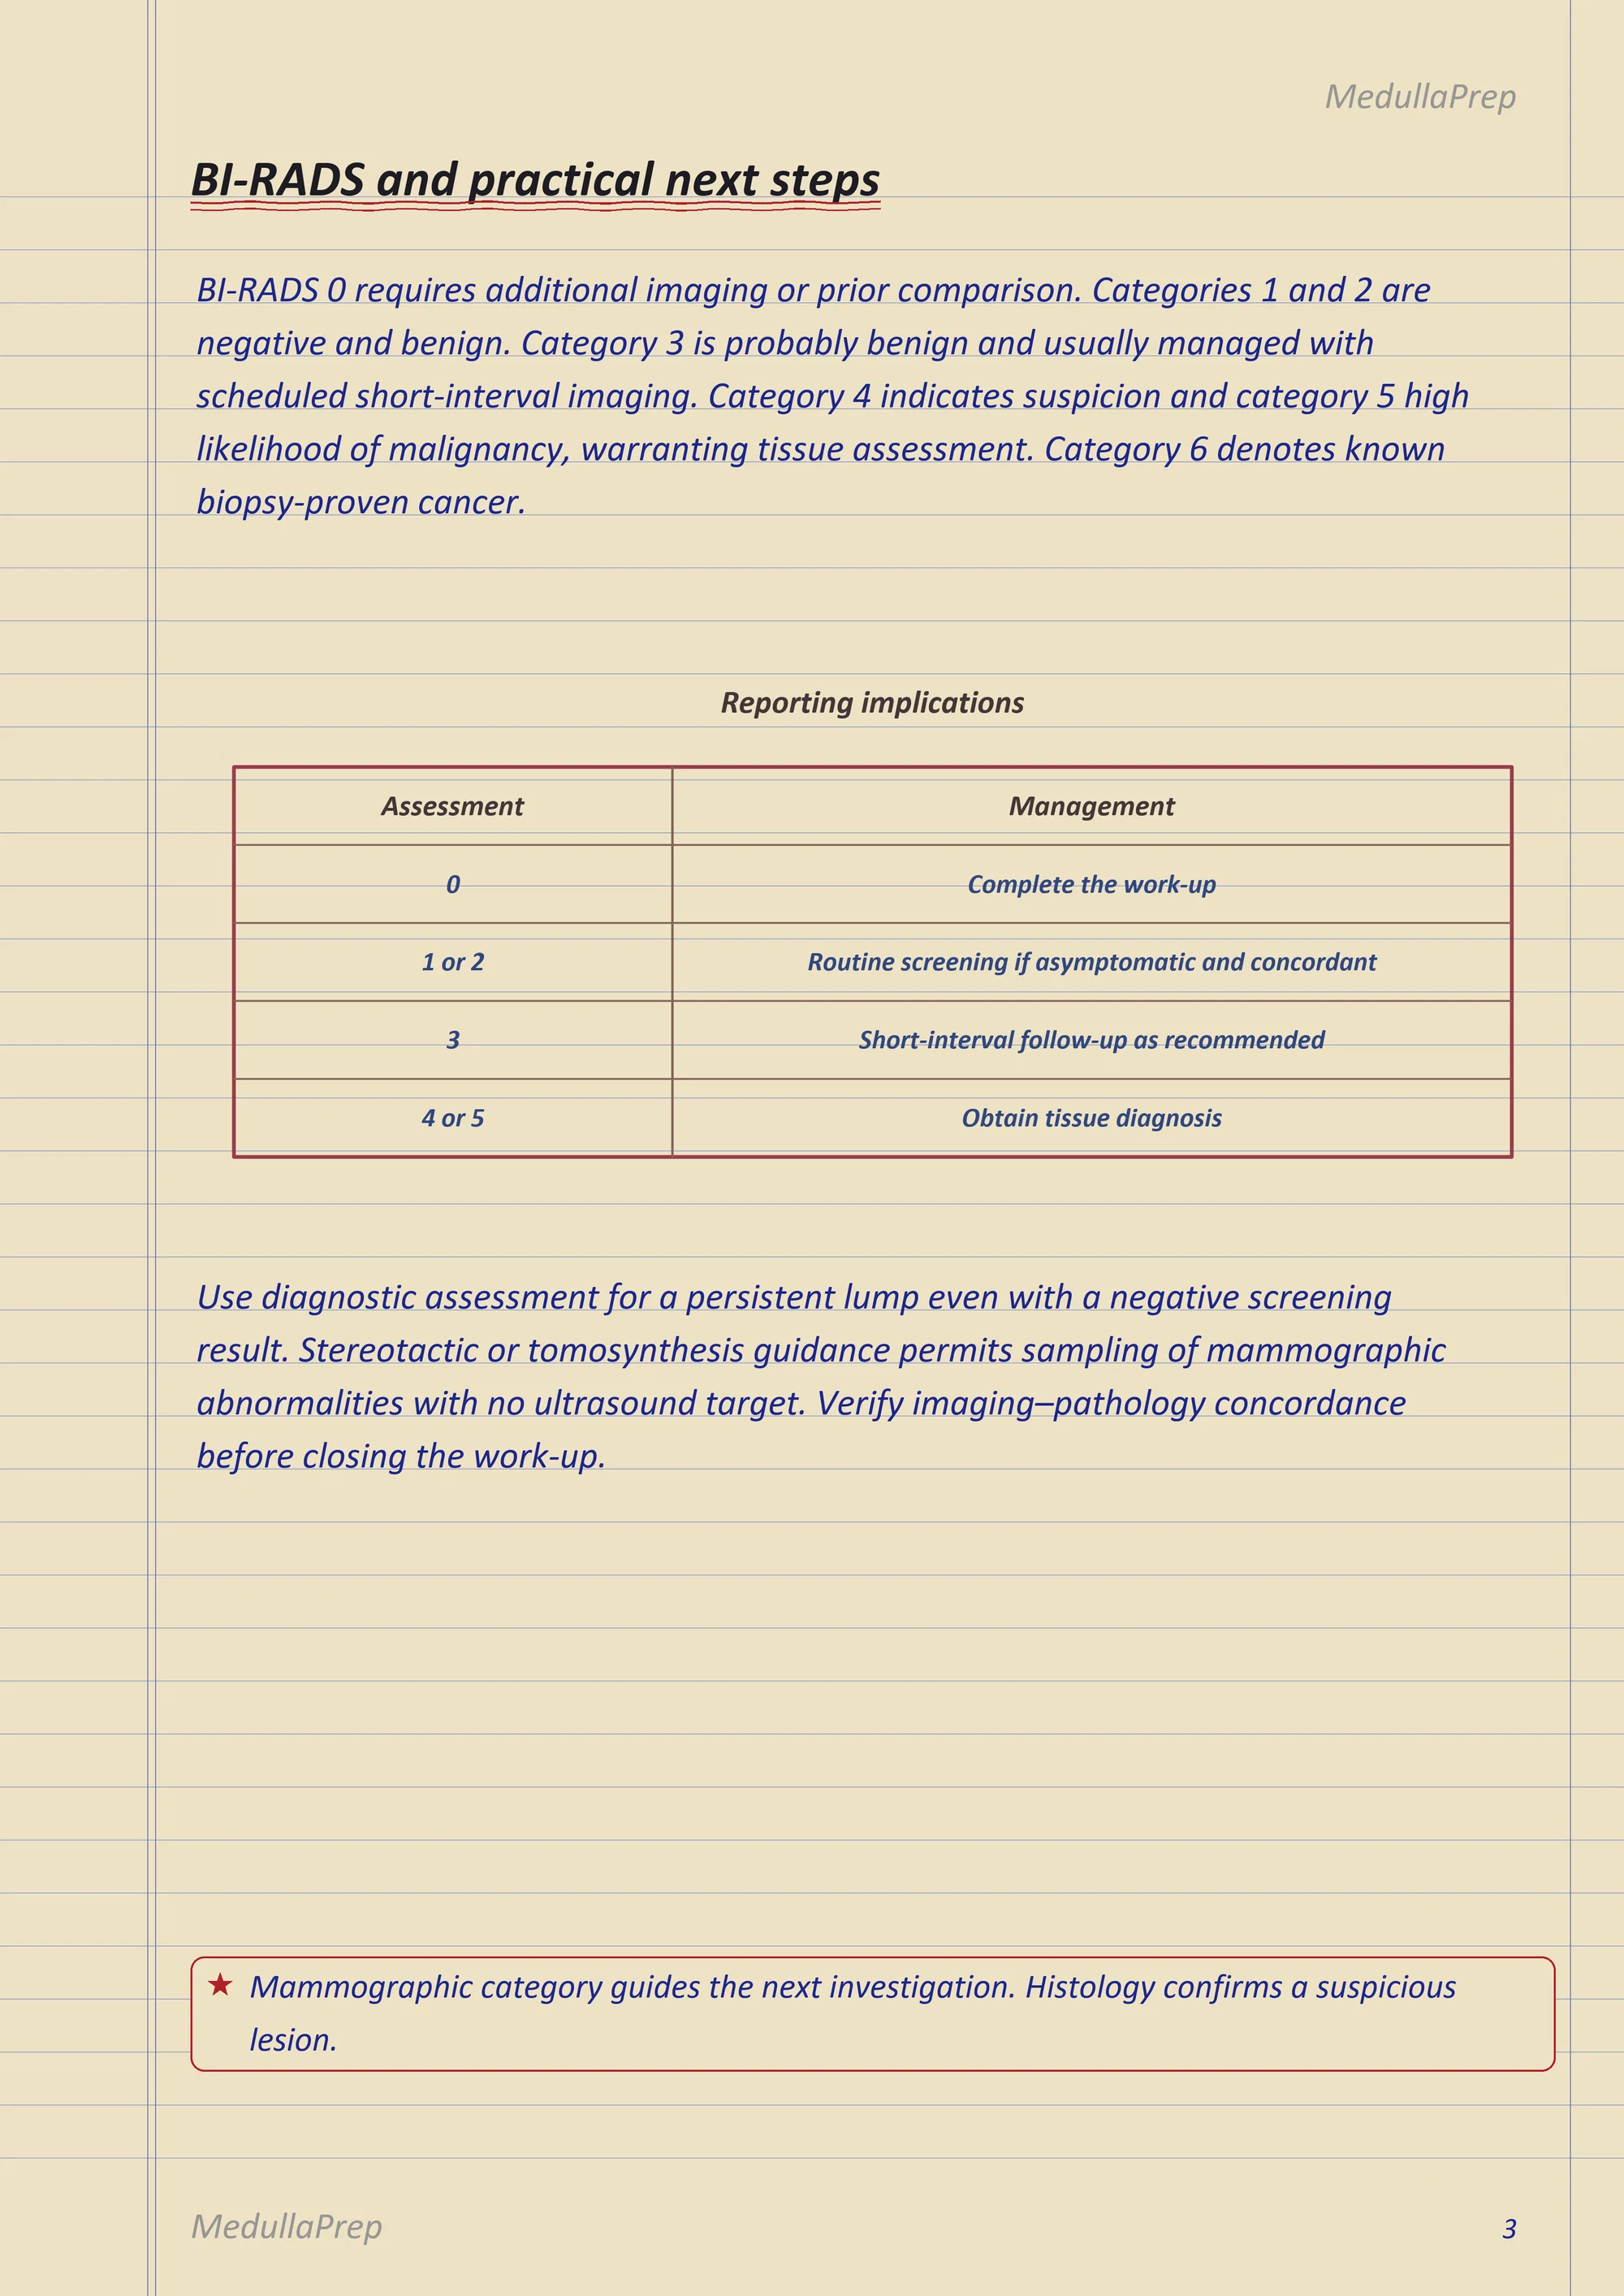 MedullaPrep
BI-RADS and practical next steps
BI-RADS 0 requires additional imaging or prior comparison. Categories 1 and 2 are
negative and benign. Category 3 is probably benign and usually managed with
scheduled short-interval imaging. Category 4 indicates suspicion and category 5 high
likelihood of malignancy, warranting tissue assessment. Category 6 denotes known
biopsy-proven cancer.
Reporting implications
Assessment Management
0 Complete the work-up
1 or 2 Routine screening if asymptomatic and concordant
3 Short-interval follow-up as recommended
4 or 5 Obtain tissue diagnosis
Use diagnostic assessment for a persistent lump even with a negative screening
result. Stereotactic or tomosynthesis guidance permits sampling of mammographic
abnormalities with no ultrasound target. Verify imaging–pathology concordance
before closing the work-up.
★ Mammographic category guides the next investigation. Histology confirms a suspicious
lesion.
MedullaPrep 3